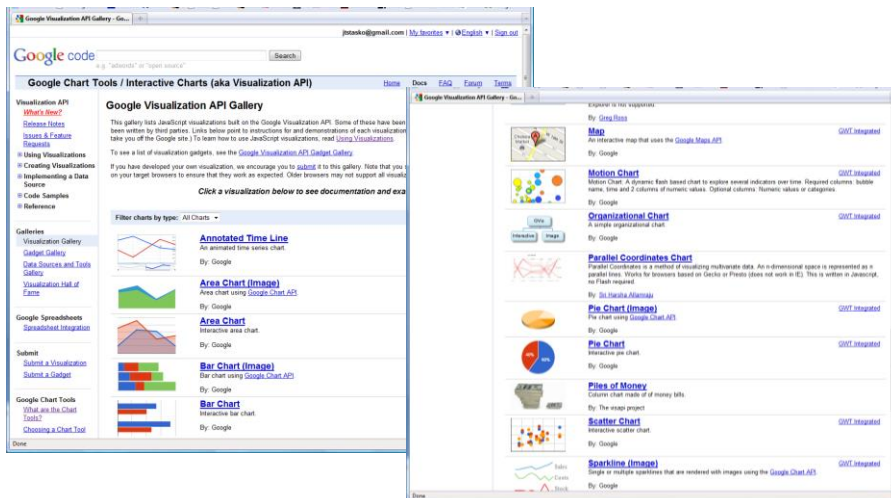 Google Visualization API Gallery - Go...
jtstasko@gmail.com | My favorites ▼ | English ▼ | Sign out
Google code
Search
e.g. "adwords" or "open source"
Google Chart Tools / Interactive Charts (aka Visualization API)
Home Docs FAQ Forum Terms
Visualization API
What's New?
Release Notes
Issues & Feature
Requests
Using Visualizations
Creating Visualizations
Implementing a Data
Source
Code Samples
Reference
Galleries
Visualization Gallery
Gadget Gallery
Data Sources and Tools
Gallery
Visualization Hall of
Fame
Google Spreadsheets
Spreadsheet Integration
Submit
Submit a Visualization
Submit a Gadget
Google Chart Tools
What are the Chart
Tools?
Choosing a Chart Tool
Google Visualization API Gallery
This gallery lists JavaScript visualizations built on the Google Visualization API. Some of these have been
been written by third parties. Links below point to instructions for and demonstrations of each visualization
take you off the Google site.) To learn how to use JavaScript visualizations, read Using Visualizations.
To see a list of visualization gadgets, see the Google Visualization API Gadget Gallery.
If you have developed your own visualization, we encourage you to submit it to this gallery. Note that you
on your target browsers to ensure that they work as expected. Older browsers may not support all visualiz
Click a visualization below to see documentation and exa
Filter charts by type: All Charts
Annotated Time Line
An animated time series chart.
By: Google
Area Chart (Image)
Area chart using Google Chart API
By: Google
Area Chart
Interactive area chart.
By: Google
Bar Chart (Image)
Bar chart using Google Chart API
By: Google
Bar Chart
Interactive bar chart.
By: Google
Done
Google Visualization API Gallery - Go...
Explorer is not supported.
By: Greg Ross
Map
GWT Integrated
An interactive map that uses the Google Maps API.
By: Google
Motion Chart
GWT Integrated
Motion Chart. A dynamic flash based chart to explore several indicators over time. Required columns: bubble
name, time and 2 columns of numeric values. Optional columns: Numeric values or categories.
By: Google
Organizational Chart
GWT Integrated
A simple organizational chart.
By: Google
Interactive Image
Parallel Coordinates Chart
Parallel Coordinates is a method of visualizing multivariate data. An n-dimensional space is represented as n
parallel lines. Works for browsers based on Gecko or Presto (does not work in IE). This is written in Javascript,
no Flash required.
By: Sri Harsha Allamraju
Pie Chart (Image)
GWT Integrated
Pie chart using Google Chart API.
By: Google
Pie Chart
GWT Integrated
Interactive pie chart.
By: Google
40% 60%
Piles of Money
Column chart made of of money bills.
By: The visapi project
Scatter Chart
GWT Integrated
Interactive scatter chart.
By: Google
Sparkline (Image)
GWT Integrated
Single or multiple sparklines that are rendered with images using the Google Chart API.
By: Google
Sales
Costs
Stock
Done